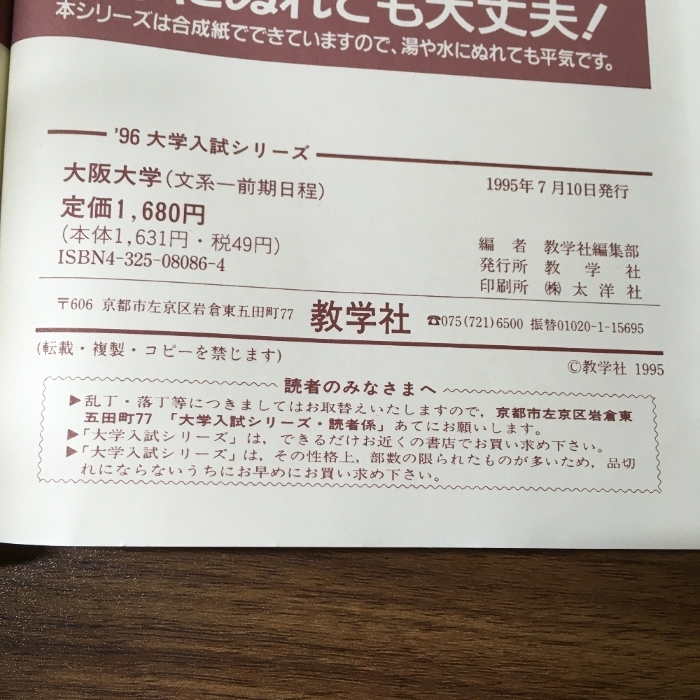 にぬれても大丈夫!
本シリーズは合成紙でできていますので、湯や水にぬれても平気です。
'96 大学入試シリーズ
大阪大学(文系−前期日程)
1995年7月10日発行
定価1,680円
(本体1,631円・税49円)
ISBN4-325-08086-4
編 者 教学社編集部
発行所 教 学 社
印刷所 ㈱ 太 洋 社
〒606 京都市左京区岩倉東五田町77 教学社 ☎075(721)6500 振替01020-1-15695
(転載・複製・コピーを禁じます)
©教学社 1995
読者のみなさまへ
▶乱丁・落丁等につきましてはお取替えいたしますので, 京都市左京区岩倉東
五田町77 「大学入試シリーズ・読者係」あてにお願いします。
▶「大学入試シリーズ」は, できるだけお近くの書店でお買い求め下さい。
▶「大学入試シリーズ」は, その性格上, 部数の限られたものが多いため, 品切
れにならないうちにお早めにお買い求め下さい。